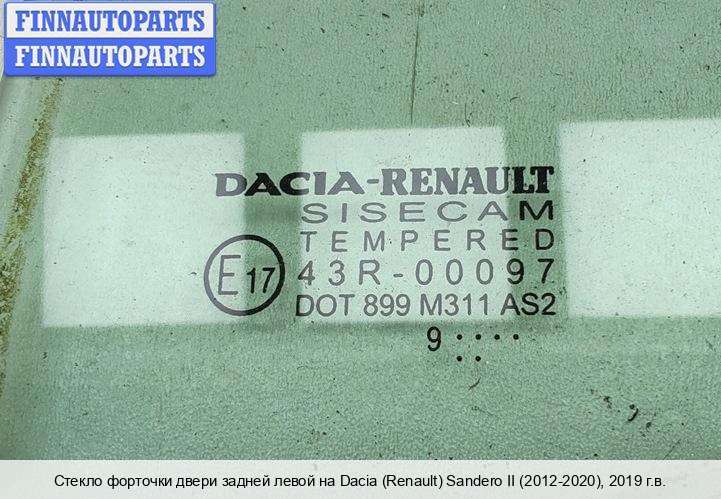 FINNAUTOPARTS
FINNAUTOPARTS
DACIA-RENAULT
SISECAM
TEMPERED
E17 43R-00097
DOT 899 M311 AS2
9 ::....
Стекло форточки двери задней левой на Dacia (Renault) Sandero II (2012-2020), 2019 г.в.